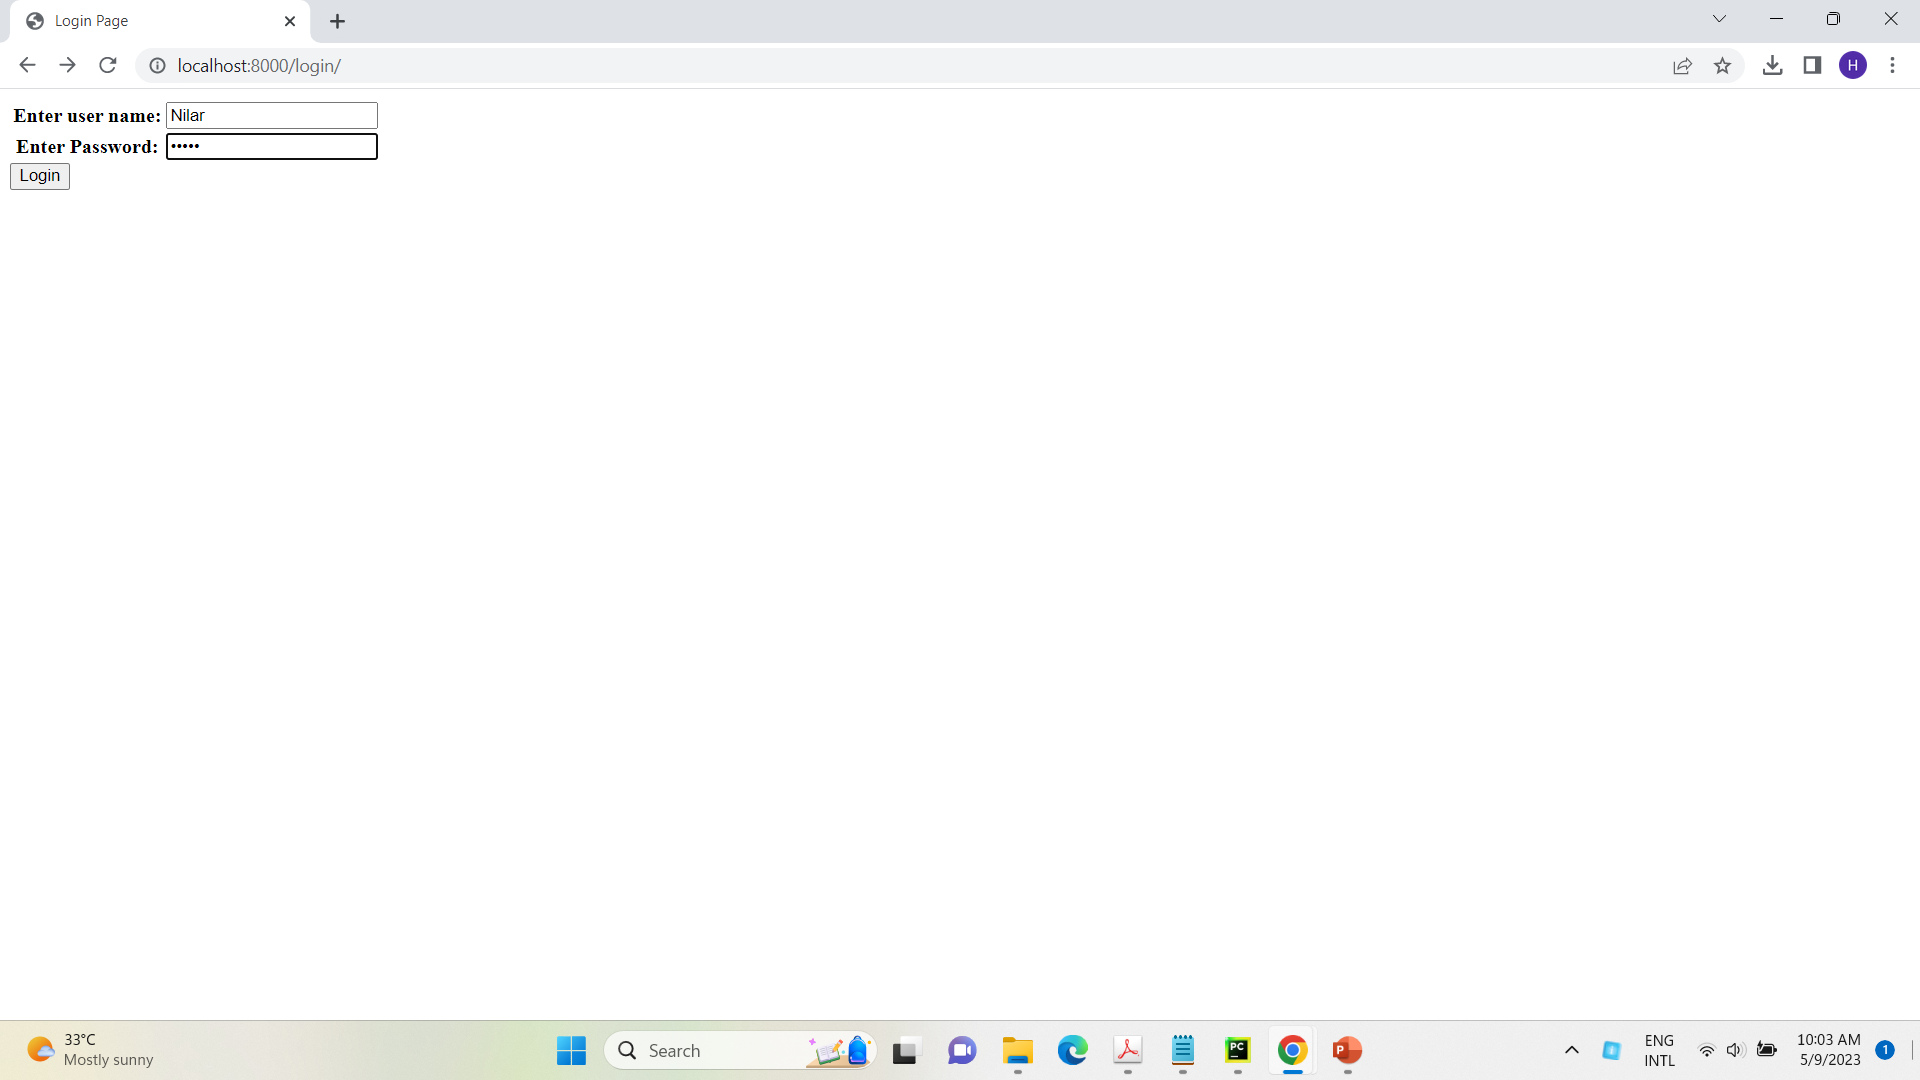 Login Page
localhost:8000/login/
H
Enter user name: Nilar
Enter Password: •••••
Login
33°C
Mostly sunny
Search
PC
P
ENG
INTL
10:03 AM
5/9/2023
1